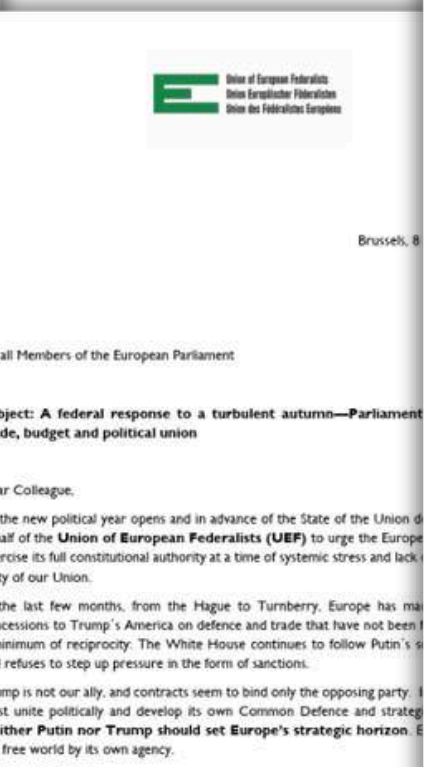 Union of European Federalists
Union Europäischer Föderalisten
Union des Fédéralistes Européens
Brussels, 8
all Members of the European Parliament
bject: A federal response to a turbulent autumn—Parliament
de, budget and political union
ar Colleague,
the new political year opens and in advance of the State of the Union d
alf of the Union of European Federalists (UEF) to urge the Europe
ercise its full constitutional authority at a time of systemic stress and lack
ty of our Union.
the last few months, from the Hague to Turnberry, Europe has ma
cessions to Trump´s America on defence and trade that have not been
inimum of reciprocity. The White House continues to follow Putin´s s
refuses to step up pressure in the form of sanctions.
mp is not our ally, and contracts seem to bind only the opposing party.
st unite politically and develop its own Common Defence and strateg
ither Putin nor Trump should set Europe's strategic horizon. E
free world by its own agency.